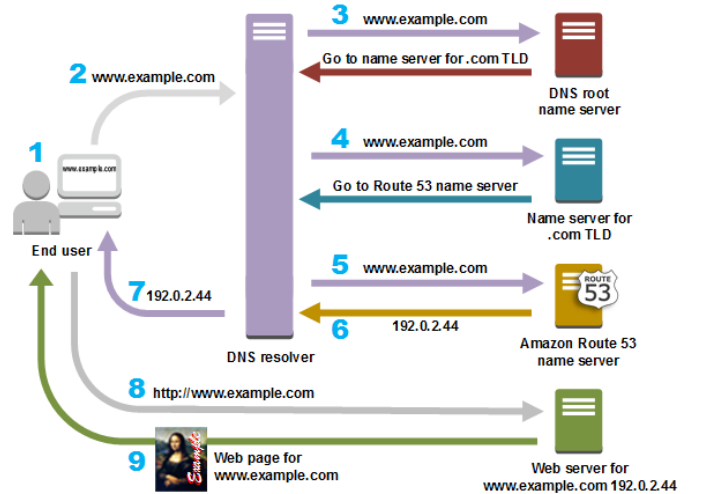 3 www.example.com
Go to name server for .com TLD
DNS root
name server
2 www.example.com
1
www.example.com
End user
4 www.example.com
Go to Route 53 name server
Name server for
.com TLD
5 www.example.com
ROUTE
53
6 192.0.2.44
Amazon Route 53
name server
7 192.0.2.44
DNS resolver
8 http://www.example.com
9
Example
Web page for
www.example.com
Web server for
www.example.com 192.0.2.44